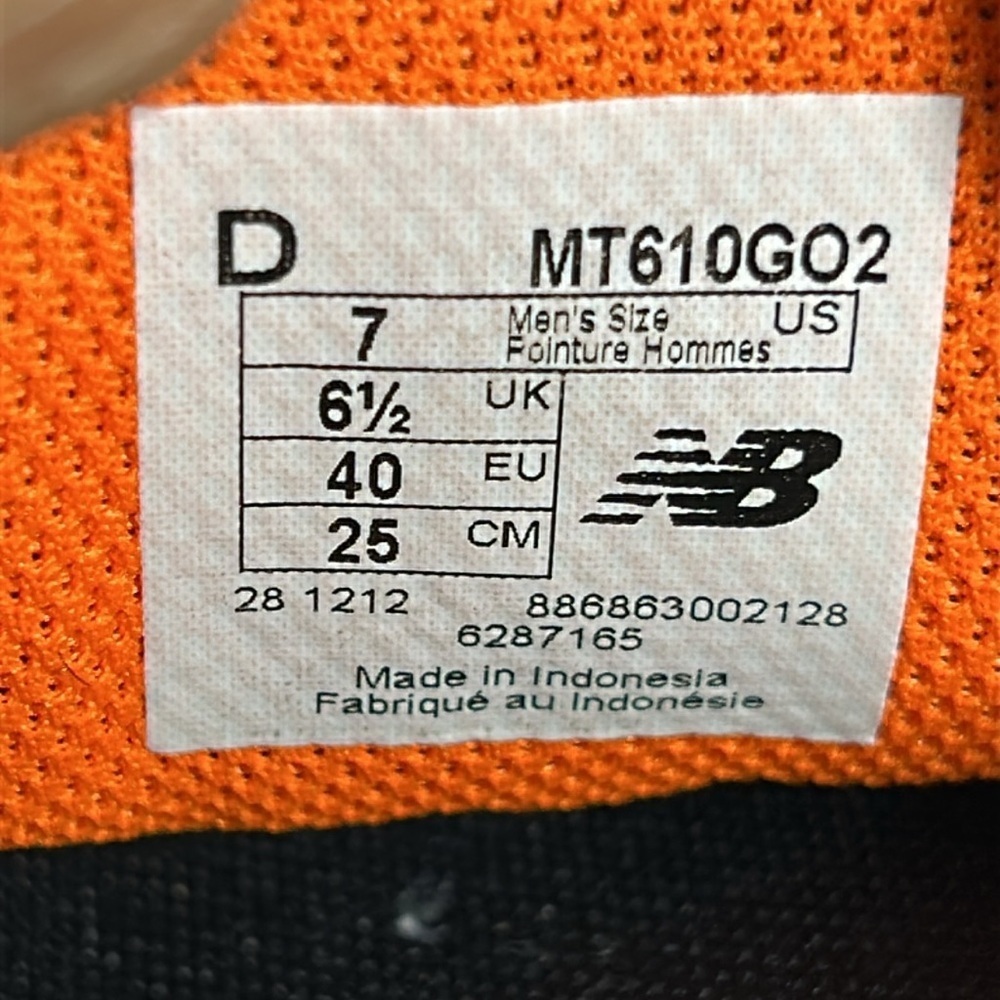 D MT610GO2
7 Men's Size US
Pointure Hommes
6½ UK
40 EU
NB
25 CM
28 1212 886863002128
6287165
Made in Indonesia
Fabriqué au Indonésie